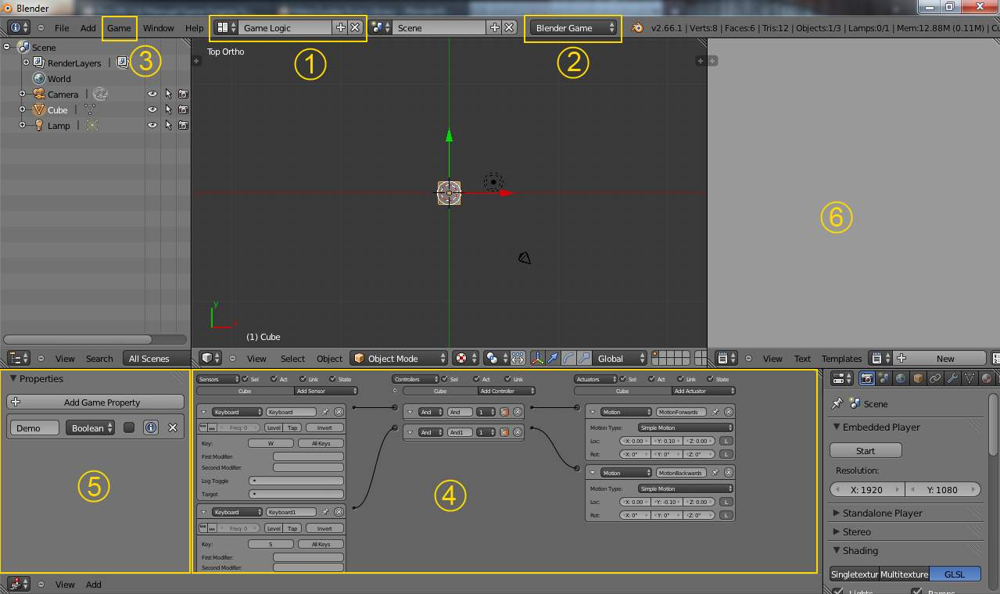 Blender
File Add Game Window Help Game Logic Scene Blender Game v2.66.1 | Verts:8 | Faces:6 | Tris:12 | Objects:1/3 | Lamps:0/1 | Mem:12.88M (0.11M) | Cu
3
1
2
Scene
RenderLayers |
World
Camera |
Cube |
Lamp |
Top Ortho
y
x
(1) Cube
6
View Search All Scenes
View Select Object Object Mode Global
View Text Templates New
Properties
Add Game Property
Demo Boolean
5
Sensors Sel Act Link State
Cube Add Sensor
Keyboard Keyboard
Freq: 0 Level Tap Invert
Key: W All Keys
First Modifier:
Second Modifier:
Log Toggle
Target
Keyboard Keyboard1
Freq: 0 Level Tap Invert
Key: S All Keys
First Modifier:
Second Modifier:
Controllers Sel Act Link
Cube Add Controller
And And 1
And And1 1
4
Actuators Sel Act Link State
Cube Add Actuator
Motion MotionForwards
Motion Type: Simple Motion
Loc: X: 0.00 Y: 0.10 Z: 0.00 L
Rot: X: 0° Y: 0° Z: 0° L
Motion MotionBackwards
Motion Type: Simple Motion
Loc: X: 0.00 Y: -0.10 Z: 0.00 L
Rot: X: 0° Y: 0° Z: 0° L
Scene
Embedded Player
Start
Resolution:
X: 1920 Y: 1080
Standalone Player
Stereo
Shading
Singletextur Multitexture GLSL
Lights Ramps
View Add